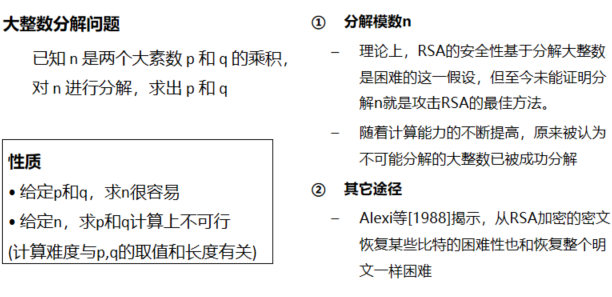 大整数分解问题
已知 n 是两个大素数 p 和 q 的乘积，
对 n 进行分解，求出 p 和 q
性质
• 给定p和q，求n很容易
• 给定n，求p和q计算上不可行
(计算难度与p,q的取值和长度有关)
① 分解模数n
– 理论上，RSA的安全性基于分解大整数
是困难的这一假设，但至今未能证明分
解n就是攻击RSA的最佳方法。
– 随着计算能力的不断提高，原来被认为
不可能分解的大整数已被成功分解
② 其它途径
– Alexi等[1988]揭示，从RSA加密的密文
恢复某些比特的困难性也和恢复整个明
文一样困难